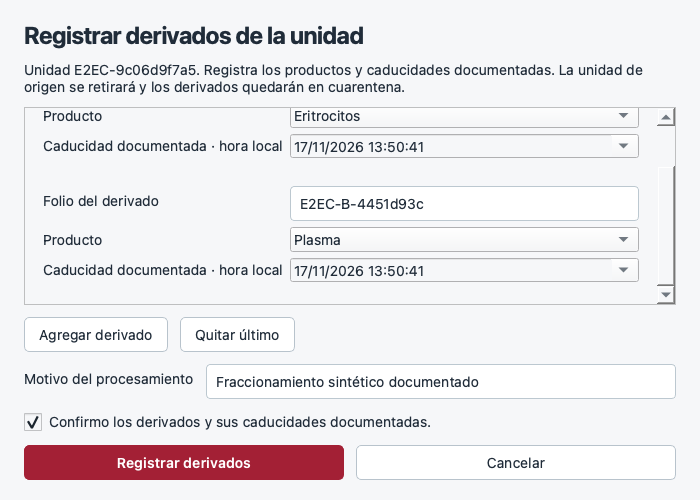 Registrar derivados de la unidad
Unidad E2EC-9c06d9f7a5. Registra los productos y caducidades documentadas. La unidad de
origen se retirará y los derivados quedarán en cuarentena.
Producto Eritrocitos
Caducidad documentada · hora local 17/11/2026 13:50:41
Folio del derivado E2EC-B-4451d93c
Producto Plasma
Caducidad documentada · hora local 17/11/2026 13:50:41
Agregar derivado Quitar último
Motivo del procesamiento Fraccionamiento sintético documentado
Confirmo los derivados y sus caducidades documentadas.
Registrar derivados Cancelar